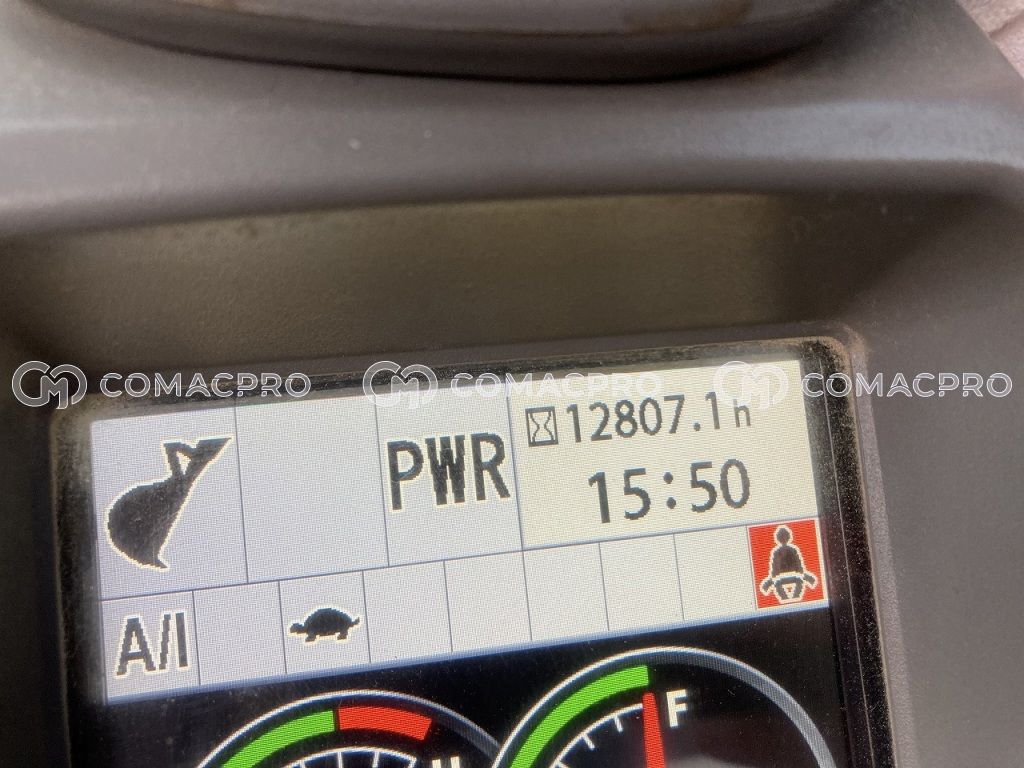 COMACPRO COMACPRO COMACPRO
PWR
12807.1 h
15:50
A/I
H F